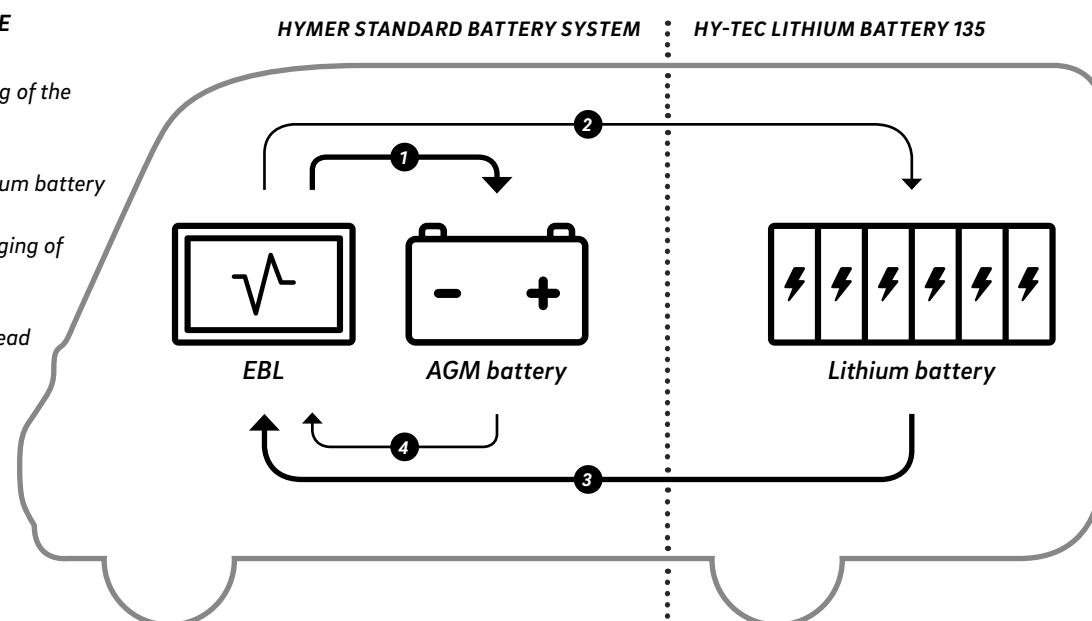 E
HYMER STANDARD BATTERY SYSTEM
HY-TEC LITHIUM BATTERY 135
g of the
um battery
ging of
ead
2
1
EBL
AGM battery
Lithium battery
4
3